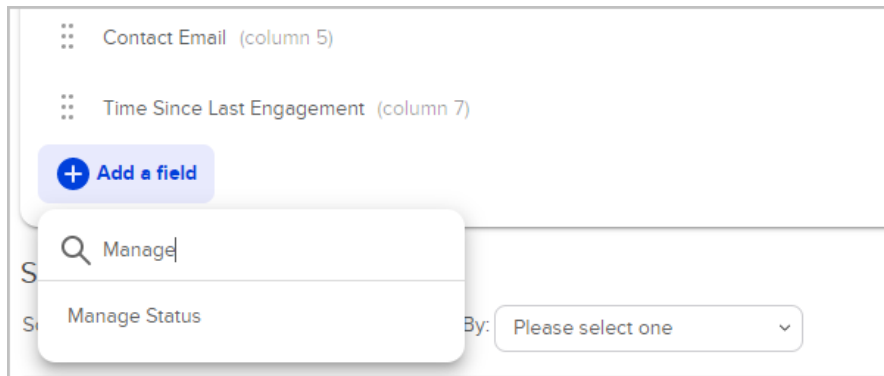 Contact Email (column 5)
Time Since Last Engagement (column 7)
Add a field
Manage
Manage Status
By: Please select one